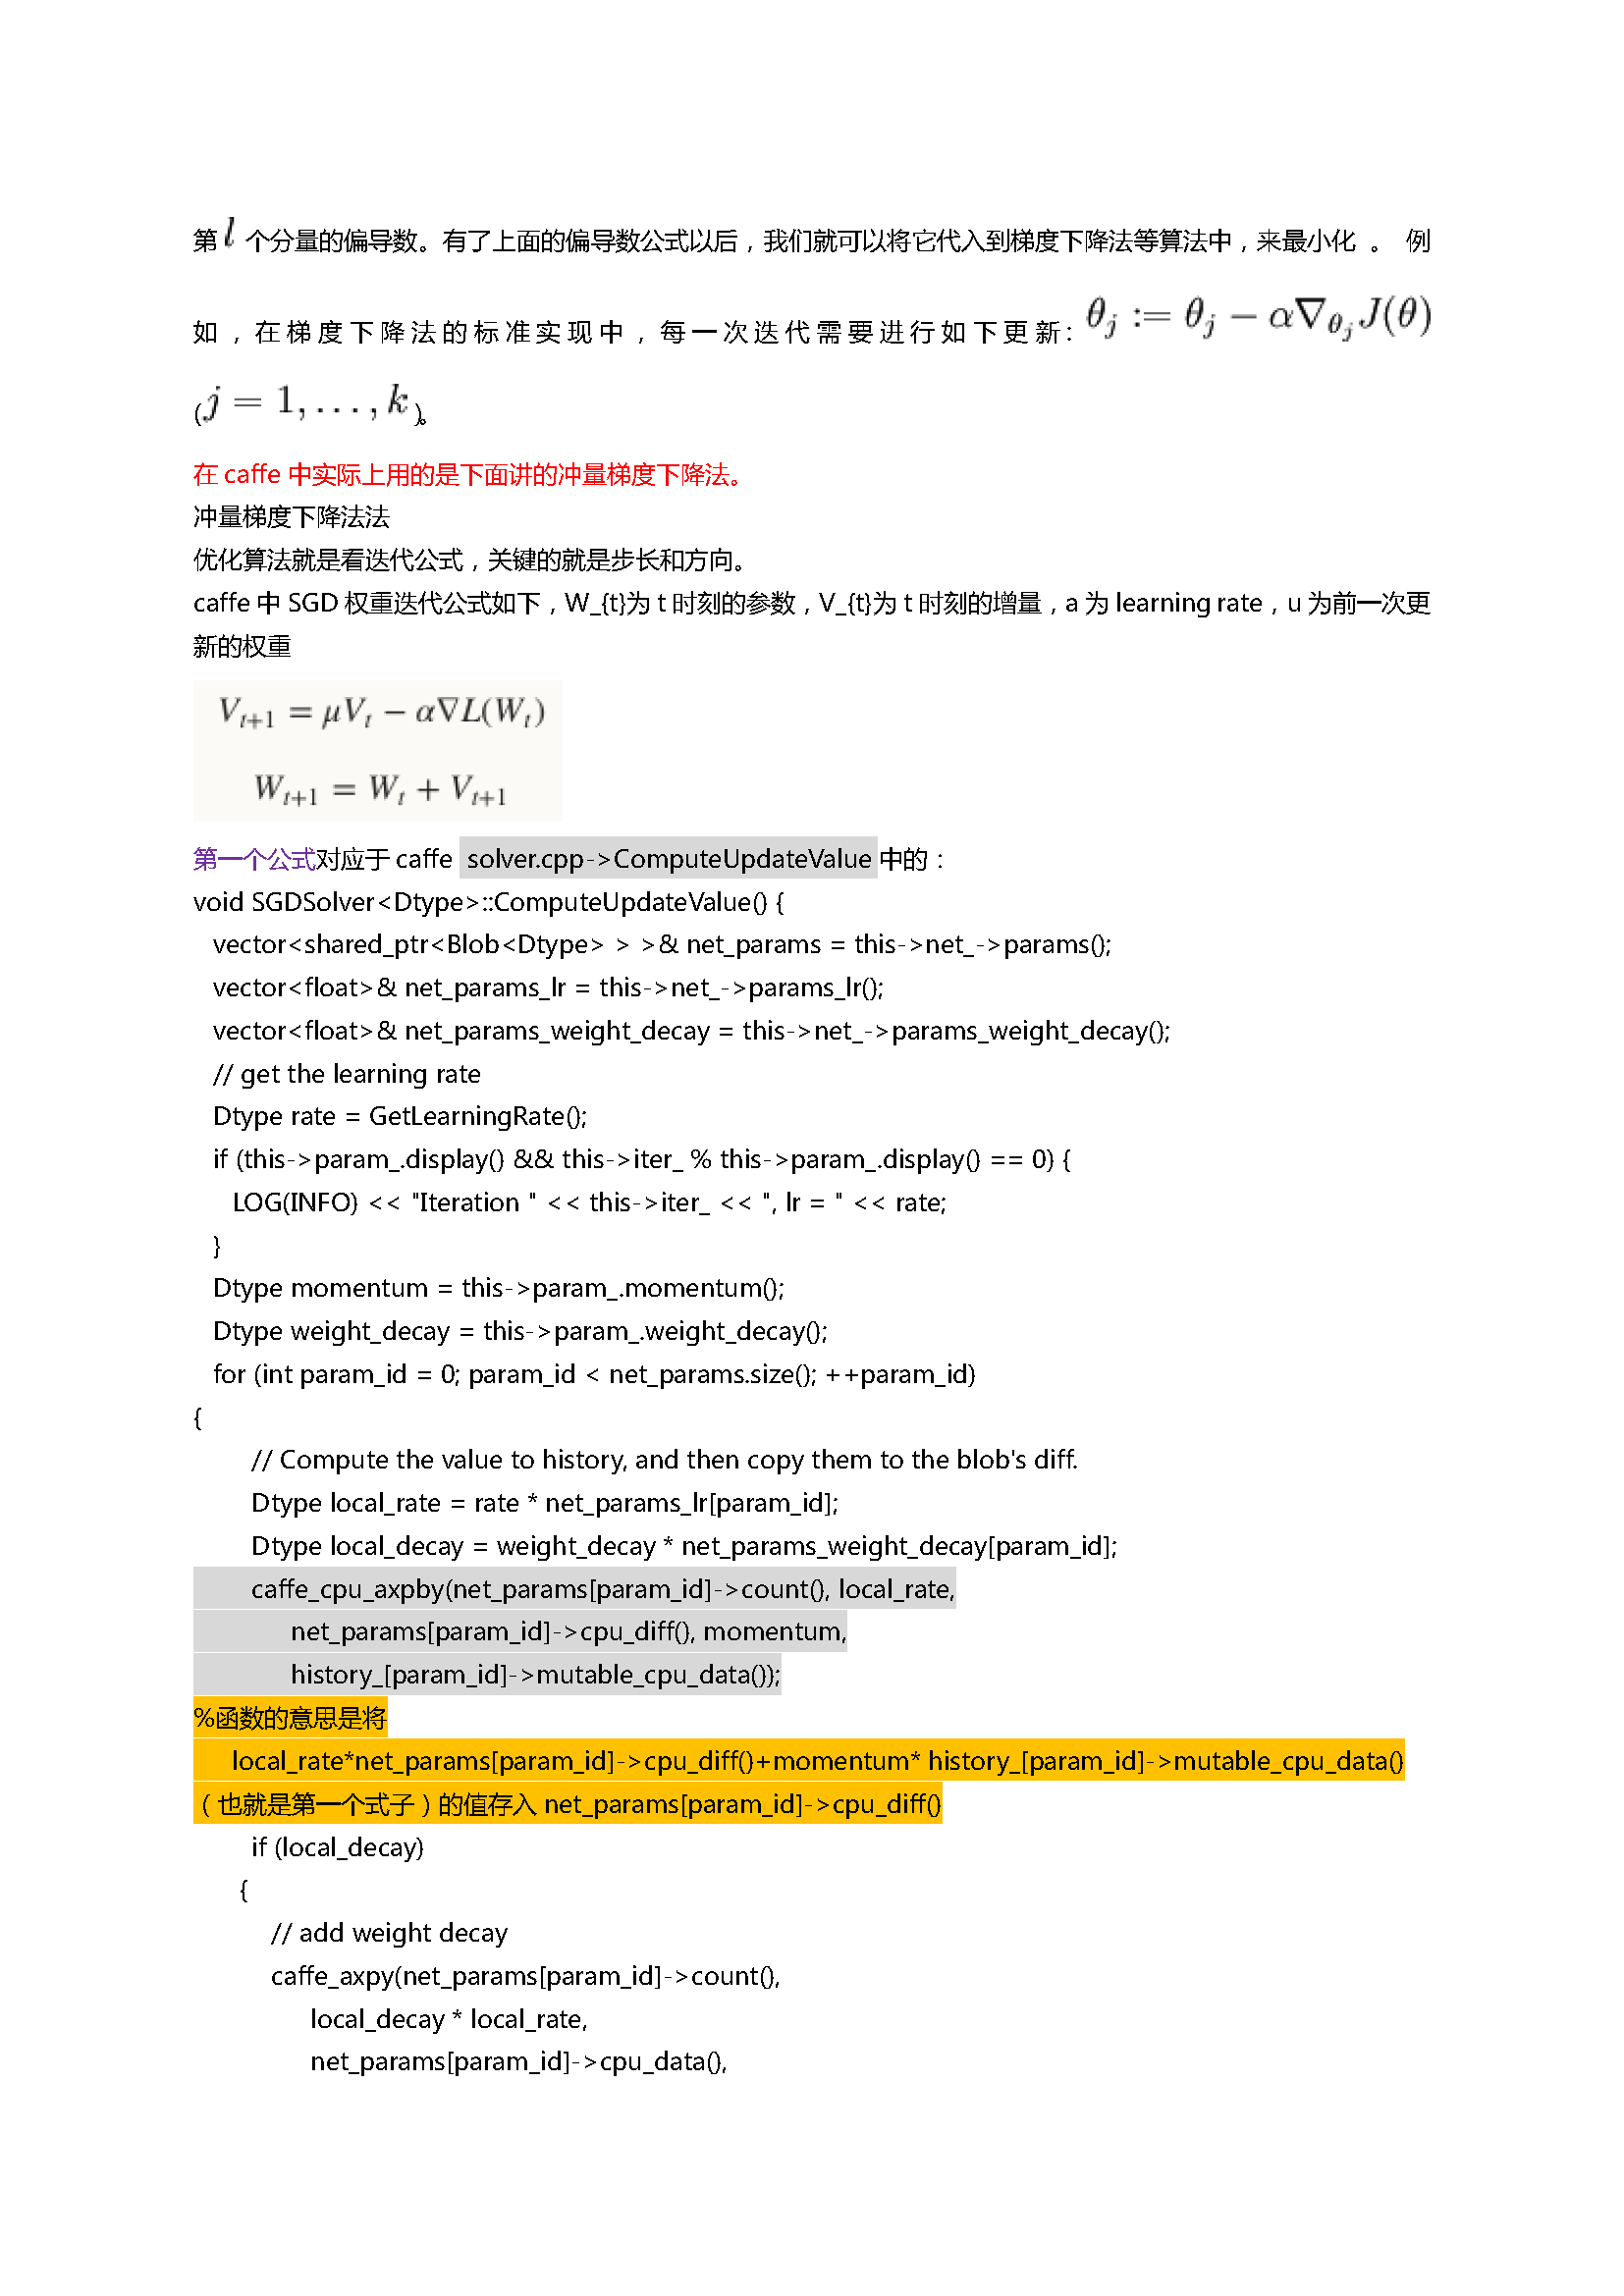 第 l 个分量的偏导数。有了上面的偏导数公式以后，我们就可以将它代入到梯度下降法等算法中，来最小化 。 例
如，在梯度下降法的标准实现中，每一次迭代需要进行如下更新: θ_j := θ_j − α∇_{θ_j} J(θ)
(j = 1, . . . , k)。
在 caffe 中实际上用的是下面讲的冲量梯度下降法。
冲量梯度下降法法
优化算法就是看迭代公式，关键的就是步长和方向。
caffe 中 SGD 权重迭代公式如下，W_{t}为 t 时刻的参数，V_{t}为 t 时刻的增量，a 为 learning rate，u 为前一次更
新的权重
V_{t+1} = μV_t − α∇L(W_t)
W_{t+1} = W_t + V_{t+1}
第一个公式对应于 caffe solver.cpp->ComputeUpdateValue 中的：
void SGDSolver<Dtype>::ComputeUpdateValue() {
vector<shared_ptr<Blob<Dtype> > >& net_params = this->net_->params();
vector<float>& net_params_lr = this->net_->params_lr();
vector<float>& net_params_weight_decay = this->net_->params_weight_decay();
// get the learning rate
Dtype rate = GetLearningRate();
if (this->param_.display() && this->iter_ % this->param_.display() == 0) {
LOG(INFO) << "Iteration " << this->iter_ << ", lr = " << rate;
}
Dtype momentum = this->param_.momentum();
Dtype weight_decay = this->param_.weight_decay();
for (int param_id = 0; param_id < net_params.size(); ++param_id)
{
// Compute the value to history, and then copy them to the blob's diff.
Dtype local_rate = rate * net_params_lr[param_id];
Dtype local_decay = weight_decay * net_params_weight_decay[param_id];
caffe_cpu_axpby(net_params[param_id]->count(), local_rate,
net_params[param_id]->cpu_diff(), momentum,
history_[param_id]->mutable_cpu_data());
%函数的意思是将
local_rate*net_params[param_id]->cpu_diff()+momentum* history_[param_id]->mutable_cpu_data()
（也就是第一个式子）的值存入 net_params[param_id]->cpu_diff()
if (local_decay)
{
// add weight decay
caffe_axpy(net_params[param_id]->count(),
local_decay * local_rate,
net_params[param_id]->cpu_data(),